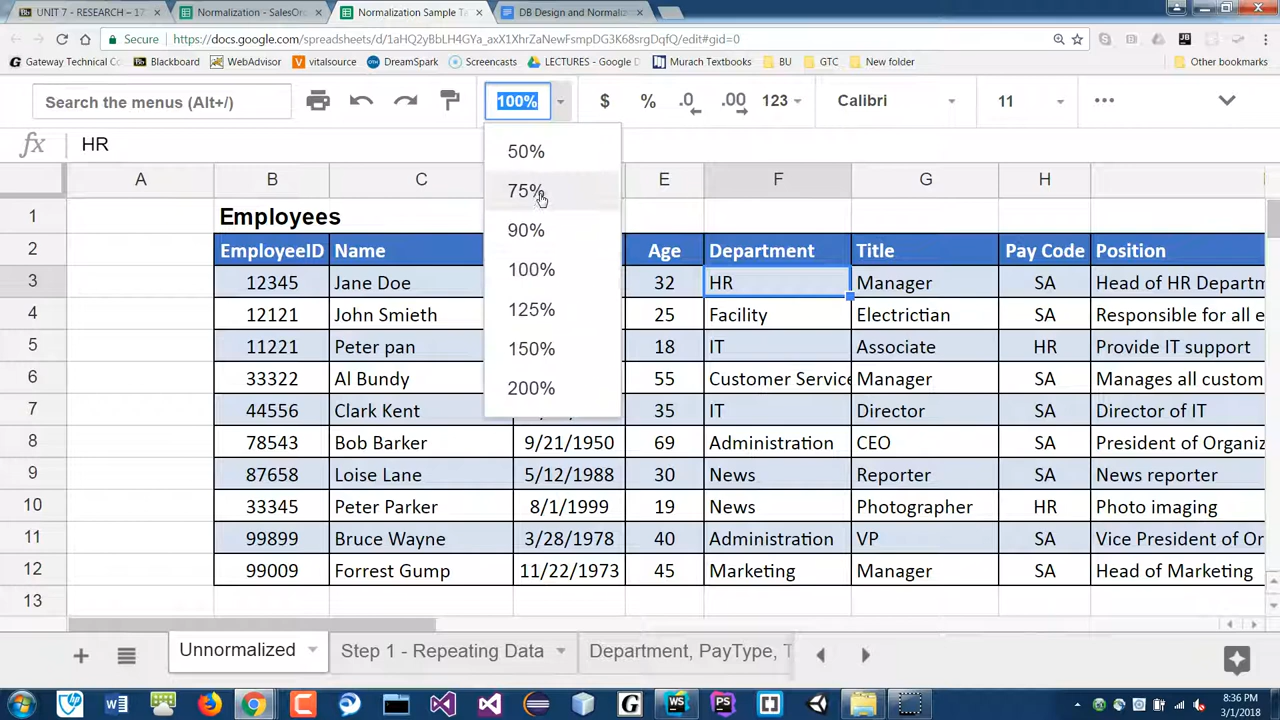 UNIT 7 - RESEARCH – 17
Normalization - SalesOr
Normalization Sample Ta
DB Design and Normaliz
Secure
https://docs.google.com/spreadsheets/d/1aHQ2yBbLH4GYa_axX1XhrZaNewFsmpDG3K68srgDqfQ/edit#gid=0
Gateway Technical Co
Blackboard
WebAdvisor
vitalsource
DreamSpark
Screencasts
LECTURES - Google D
Murach Textbooks
BU
GTC
New folder
Other bookmarks
Search the menus (Alt+/)
100%
$ % .0 .00 123
Calibri
11
fx HR
50%
75%
90%
100%
125%
150%
200%
A B C E F G H
1 Employees
2 EmployeeID Name Age Department Title Pay Code Position
3 12345 Jane Doe 32 HR Manager SA Head of HR Departm
4 12121 John Smieth 25 Facility Electrictian SA Responsible for all e
5 11221 Peter pan 18 IT Associate HR Provide IT support
6 33322 Al Bundy 55 Customer Service Manager SA Manages all custom
7 44556 Clark Kent 35 IT Director SA Director of IT
8 78543 Bob Barker 9/21/1950 69 Administration CEO SA President of Organiz
9 87658 Loise Lane 5/12/1988 30 News Reporter SA News reporter
10 33345 Peter Parker 8/1/1999 19 News Photographer HR Photo imaging
11 99899 Bruce Wayne 3/28/1978 40 Administration VP SA Vice President of Or
12 99009 Forrest Gump 11/22/1973 45 Marketing Manager SA Head of Marketing
13
Unnormalized
Step 1 - Repeating Data
Department, PayType, T
8:36 PM
3/1/2018